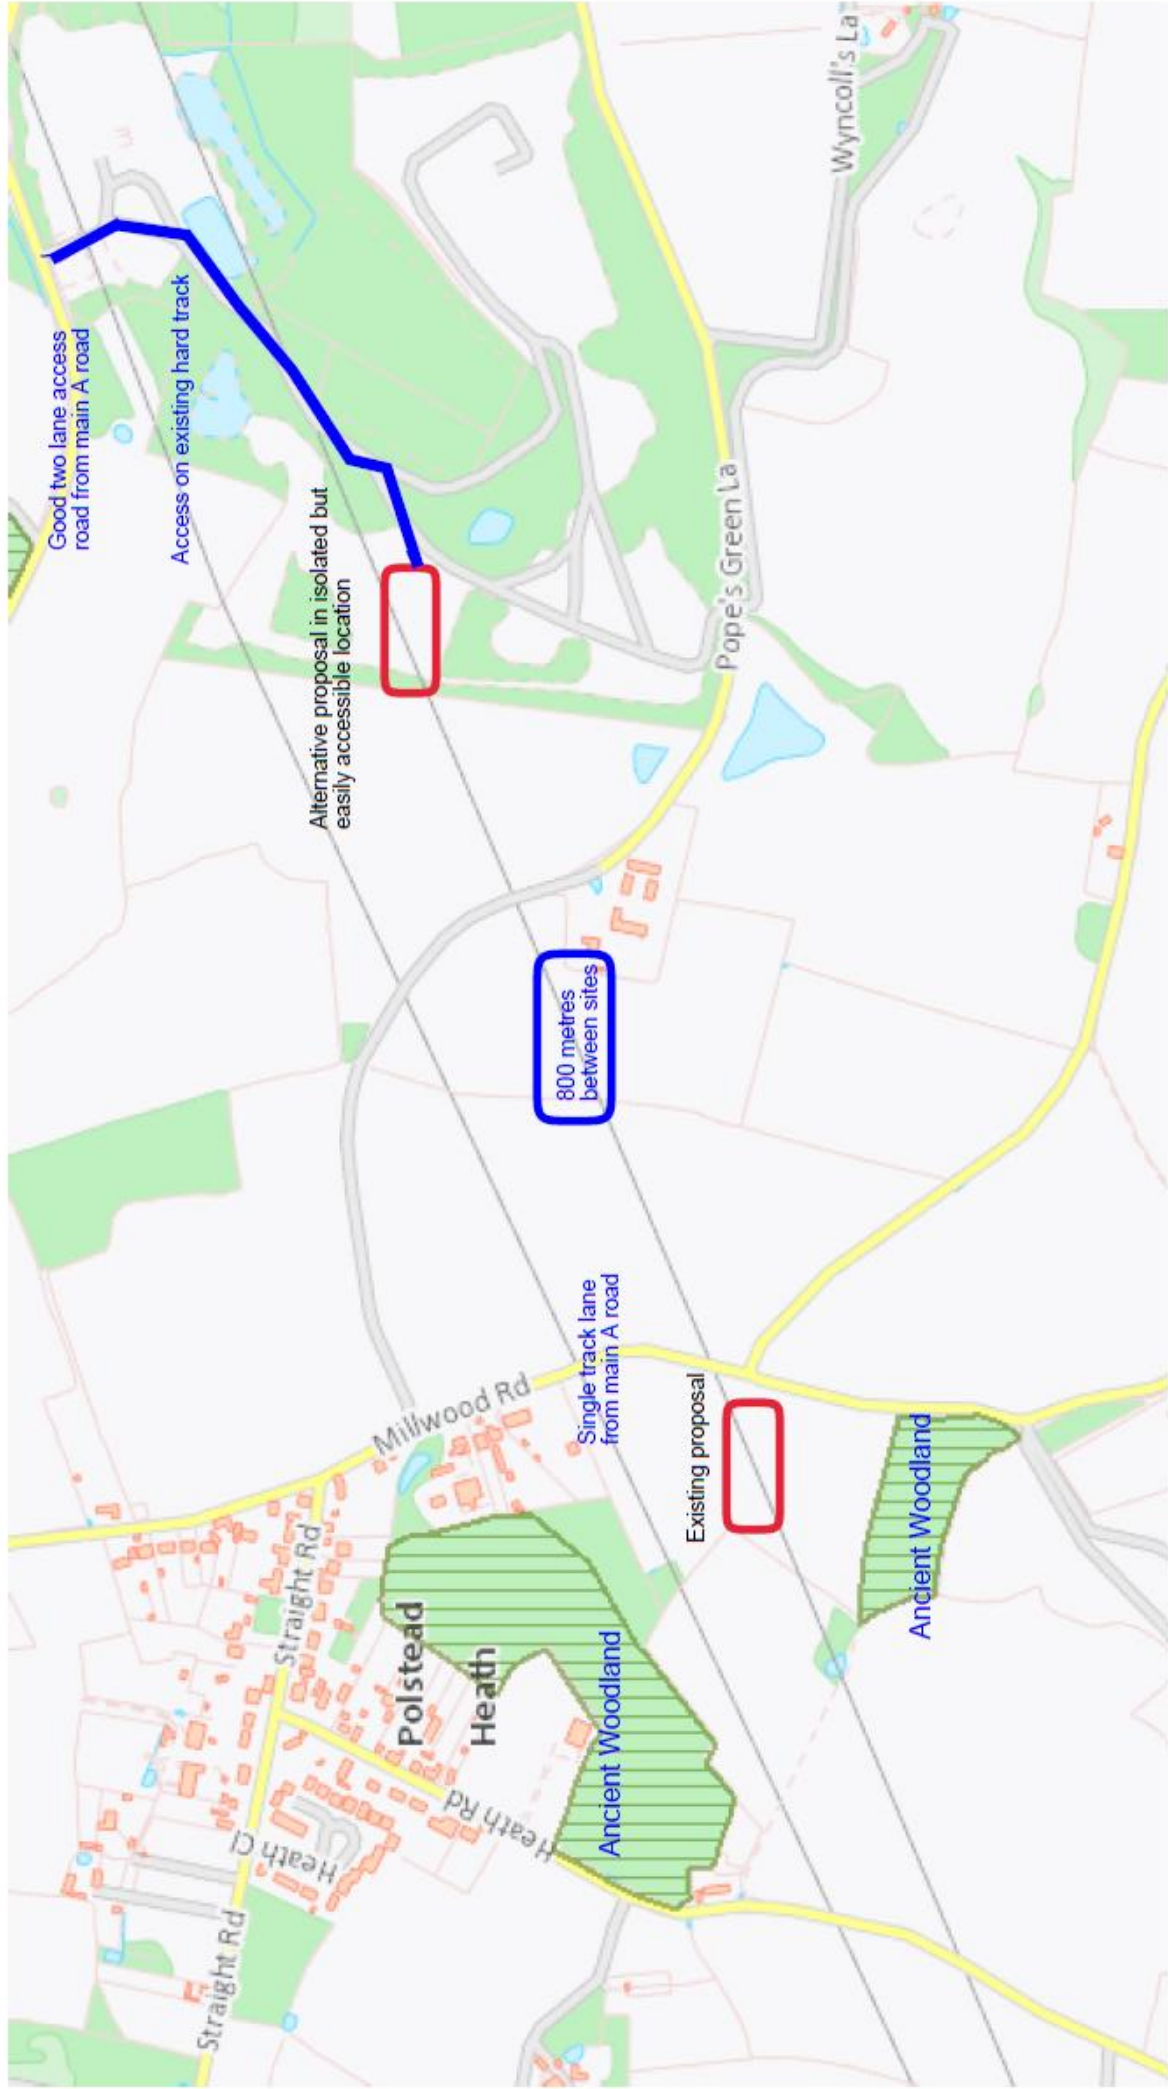 Good two lane access
road from main A road
Access on existing hard track
Straight Rd
Heath Cl
Straight Rd
Alternative proposal in isolated but
easily accessible location
Polstead
Heath
Millwood Rd
Heath Rd
800 metres
between sites
Single track lane
from main A road
Ancient Woodland
Existing proposal
Pope's Green La
Wyncoll's La
Ancient Woodland